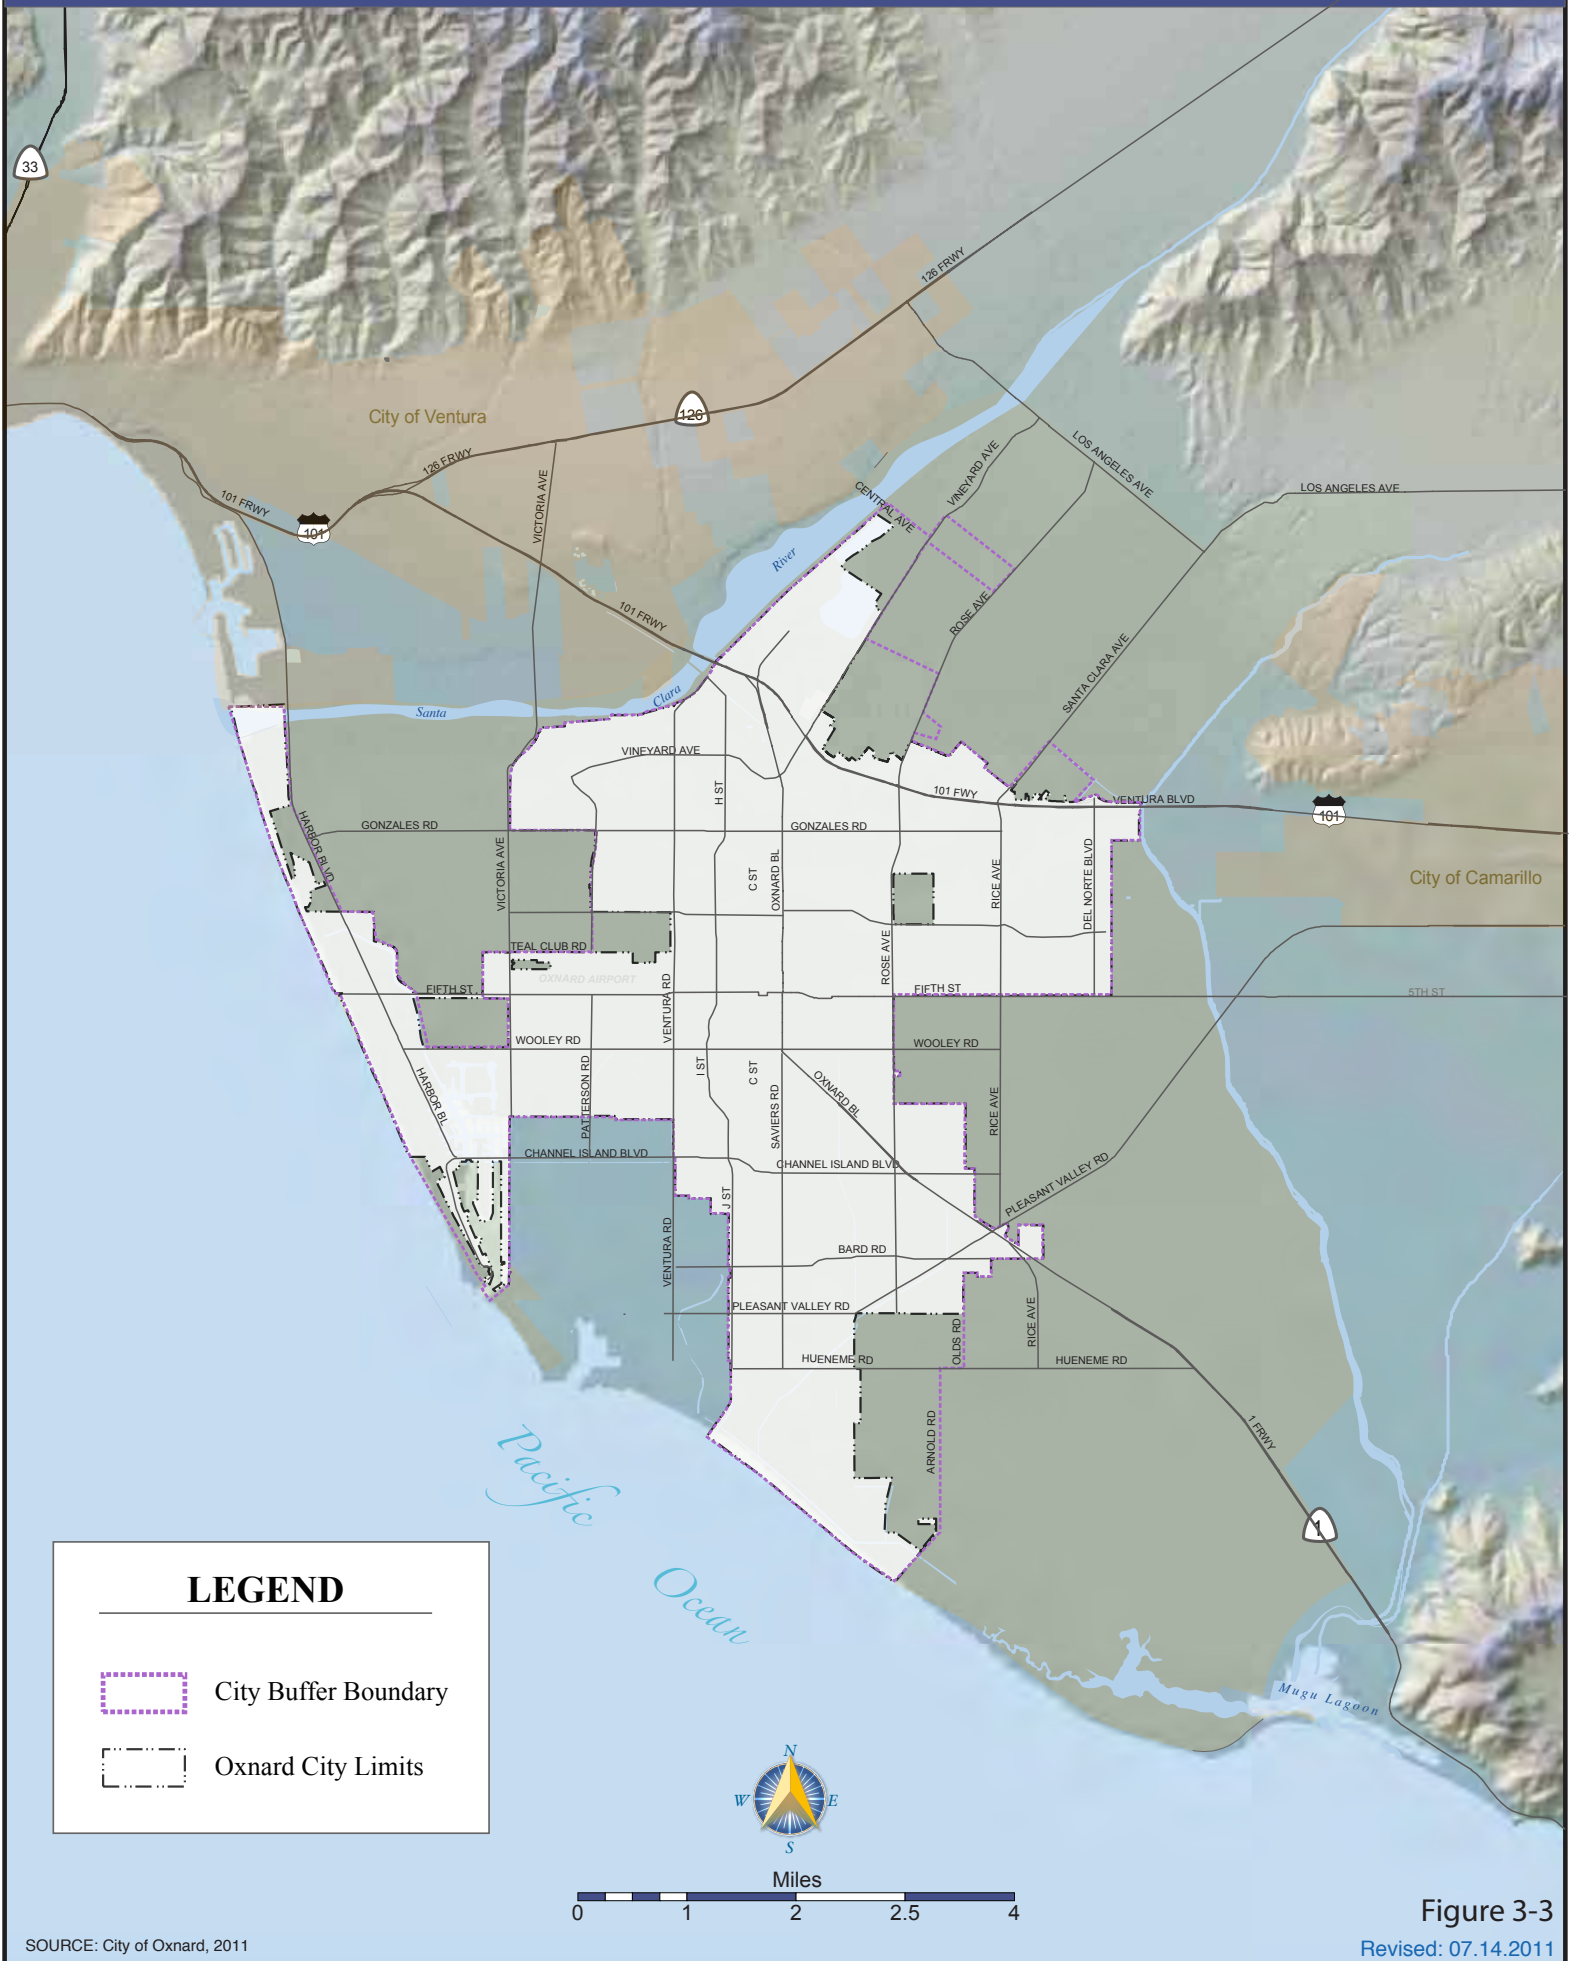 33
126 FRWY
City of Ventura
126
126 FRWY
101 FRWY
101
VICTORIA AVE
CENTRAL AVE
VINEYARD AVE
LOS ANGELES AVE
LOS ANGELES AVE
River
101 FRWY
ROSE AVE
SANTA CLARA AVE
Clara
Santa
VINEYARD AVE
H ST
101 FWY
VENTURA BLVD
101
HARBOR BLVD
GONZALES RD
GONZALES RD
VICTORIA AVE
C ST
OXNARD BL
RICE AVE
DEL NORTE BLVD
City of Camarillo
TEAL CLUB RD
OXNARD AIRPORT
ROSE AVE
FIFTH ST
VENTURA RD
FIFTH ST
5TH ST
WOOLEY RD
WOOLEY RD
HARBOR BL
PATTERSON RD
I ST
C ST
SAVIERS RD
OXNARD BL
RICE AVE
CHANNEL ISLAND BLVD
CHANNEL ISLAND BLVD
PLEASANT VALLEY RD
J ST
VENTURA RD
BARD RD
PLEASANT VALLEY RD
OLDS RD
RICE AVE
HUENEME RD
HUENEME RD
ARNOLD RD
1 FRWY
1
Pacific
Ocean
Mugu Lagoon
LEGEND
City Buffer Boundary
Oxnard City Limits
N
W
E
S
Miles
0 1 2 2.5 4
Figure 3-3
SOURCE: City of Oxnard, 2011
Revised: 07.14.2011